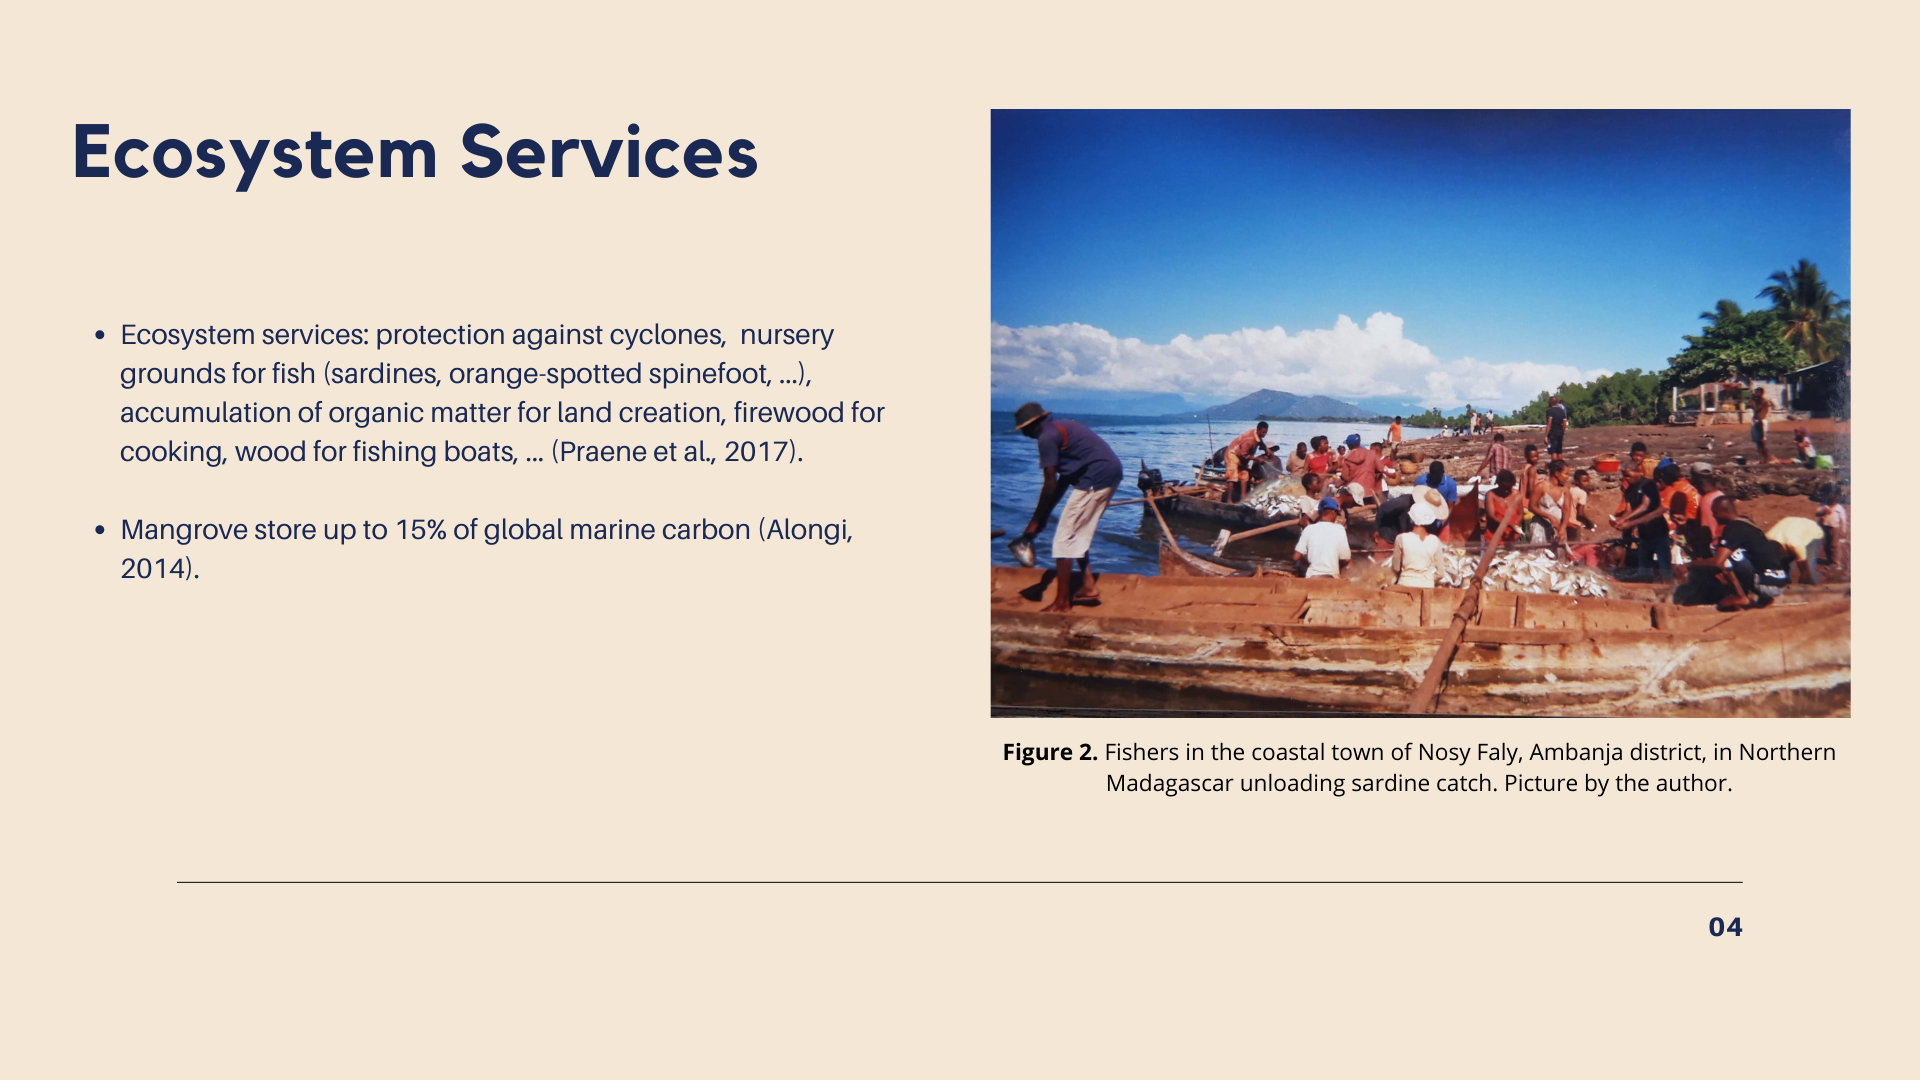 Ecosystem Services
• Ecosystem services: protection against cyclones,  nursery
grounds for fish (sardines, orange-spotted spinefoot, ...),
accumulation of organic matter for land creation, firewood for
cooking, wood for fishing boats, ... (Praene et al., 2017).
• Mangrove store up to 15% of global marine carbon (Alongi,
2014).
Figure 2. Fishers in the coastal town of Nosy Faly, Ambanja district, in Northern
Madagascar unloading sardine catch. Picture by the author.
04